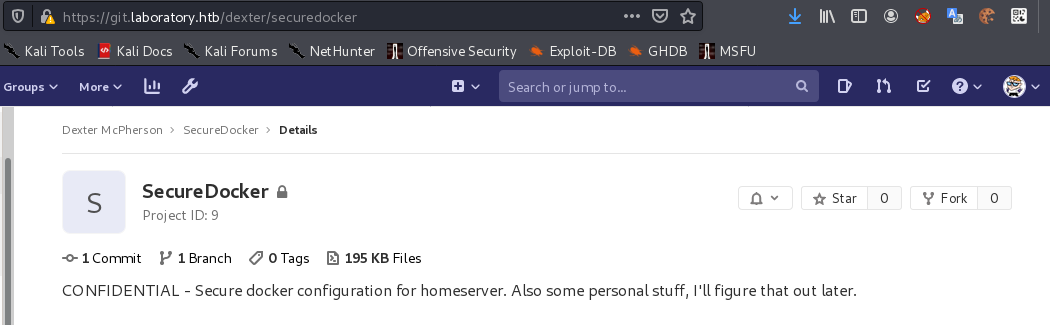 https://git.laboratory.htb/dexter/securedocker
Kali Tools Kali Docs Kali Forums NetHunter Offensive Security Exploit-DB GHDB MSFU
Groups More Search or jump to...
Dexter McPherson > SecureDocker > Details
S
SecureDocker
Project ID: 9
Star 0 Fork 0
1 Commit 1 Branch 0 Tags 195 KB Files
CONFIDENTIAL - Secure docker configuration for homeserver. Also some personal stuff, I'll figure that out later.